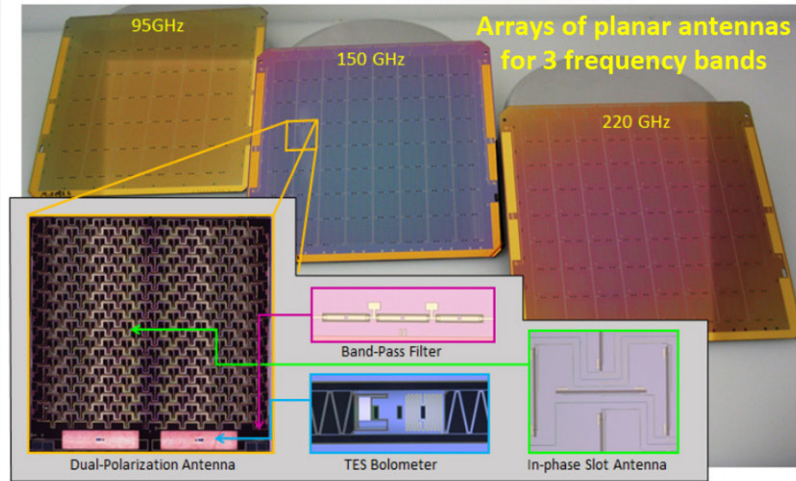 95GHz
150 GHz
Arrays of planar antennas
for 3 frequency bands
220 GHz
Band-Pass Filter
Dual-Polarization Antenna
TES Bolometer
In-phase Slot Antenna